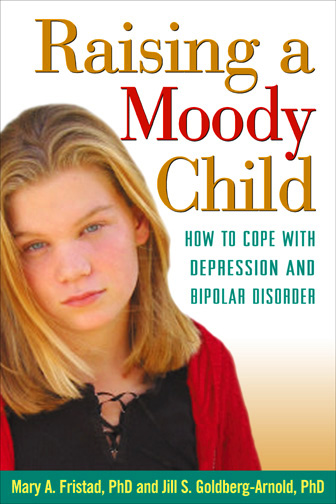 Raising a
Moody
Child
HOW TO COPE WITH
DEPRESSION AND
BIPOLAR DISORDER
Mary A. Fristad, PhD and Jill S. Goldberg-Arnold, PhD